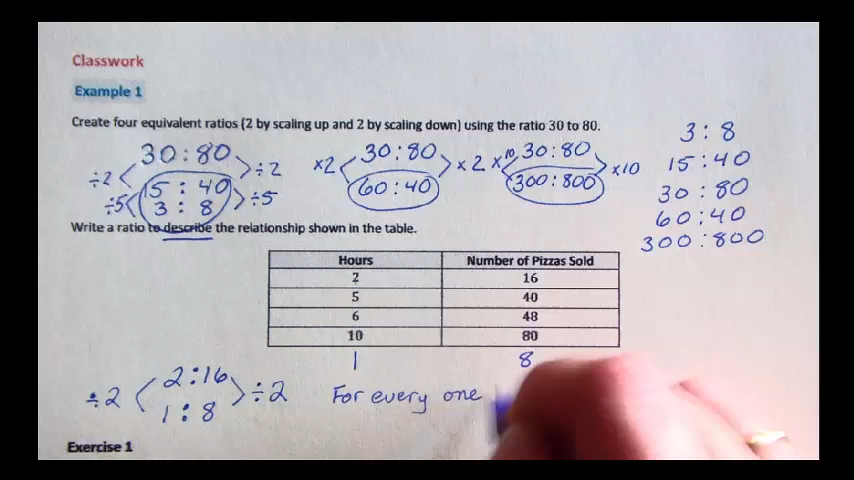 Classwork
Example 1
Create four equivalent ratios (2 by scaling up and 2 by scaling down) using the ratio 30 to 80.
3 : 8
30 : 80 30 : 80 30 : 80
÷2 ÷2 ×2 ×2 ×10 ×10 15 : 40
15 : 40 60 : 40 300 : 800 30 : 80
÷5 3 : 8 ÷5 60 : 40
Write a ratio to describe the relationship shown in the table. 300 : 800
Hours Number of Pizzas Sold
2 16
5 40
6 48
10 80
1 8
÷2 2 : 16 ÷2 For every one
1 : 8
Exercise 1